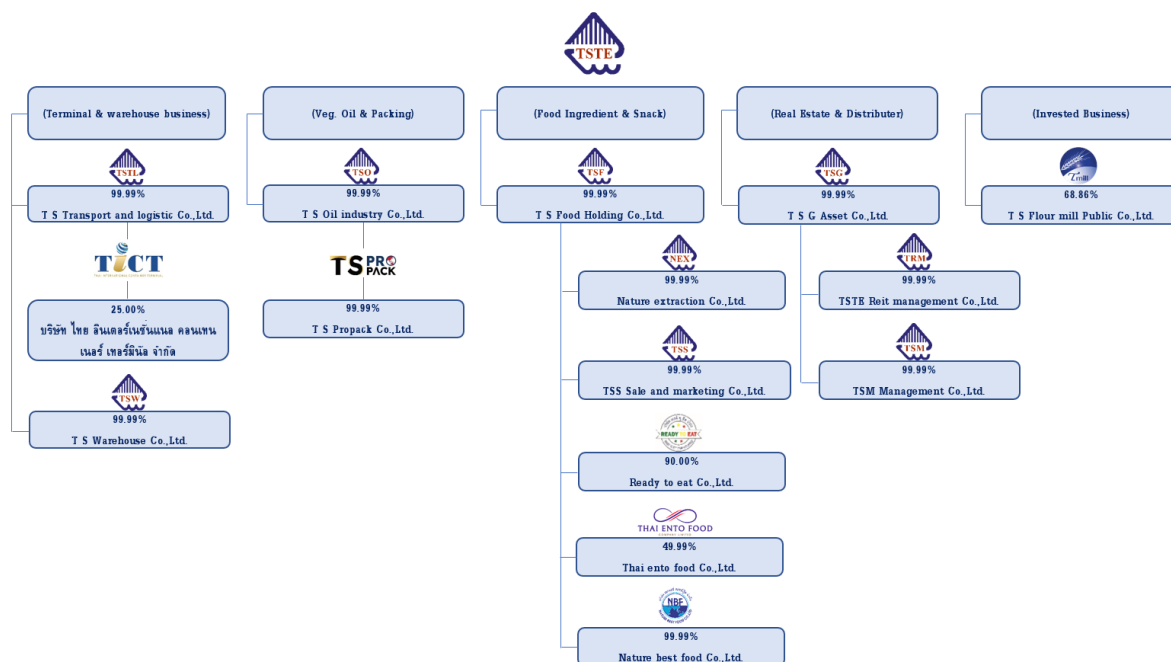 TSTE
(Terminal & warehouse business)
(Veg. Oil & Packing)
(Food Ingredient & Snack)
(Real Estate & Distributer)
(Invested Business)
TSTL
99.99%
T S Transport and logistic Co.,Ltd.
TSO
99.99%
T S Oil industry Co.,Ltd.
TSF
99.99%
T S Food Holding Co.,Ltd.
TSG
99.99%
T S G Asset Co.,Ltd.
Tmill
68.86%
T S Flour mill Public Co.,Ltd.
TICT
25.00%
บริษัท ไทย อินเตอร์เนชั่นแนล คอนเทน
เนอร์ เทอร์มินัล จำกัด
TSW
99.99%
T S Warehouse Co.,Ltd.
TS PRO
PACK
99.99%
T S Propack Co.,Ltd.
NEX
99.99%
Nature extraction Co.,Ltd.
TSS
99.99%
TSS Sale and marketing Co.,Ltd.
READY TO EAT
90.00%
Ready to eat Co.,Ltd.
THAI ENTO FOOD
49.99%
Thai ento food Co.,Ltd.
NBF
99.99%
Nature best food Co.,Ltd.
TRM
99.99%
TSTE Reit management Co.,Ltd.
TSM
99.99%
TSM Management Co.,Ltd.